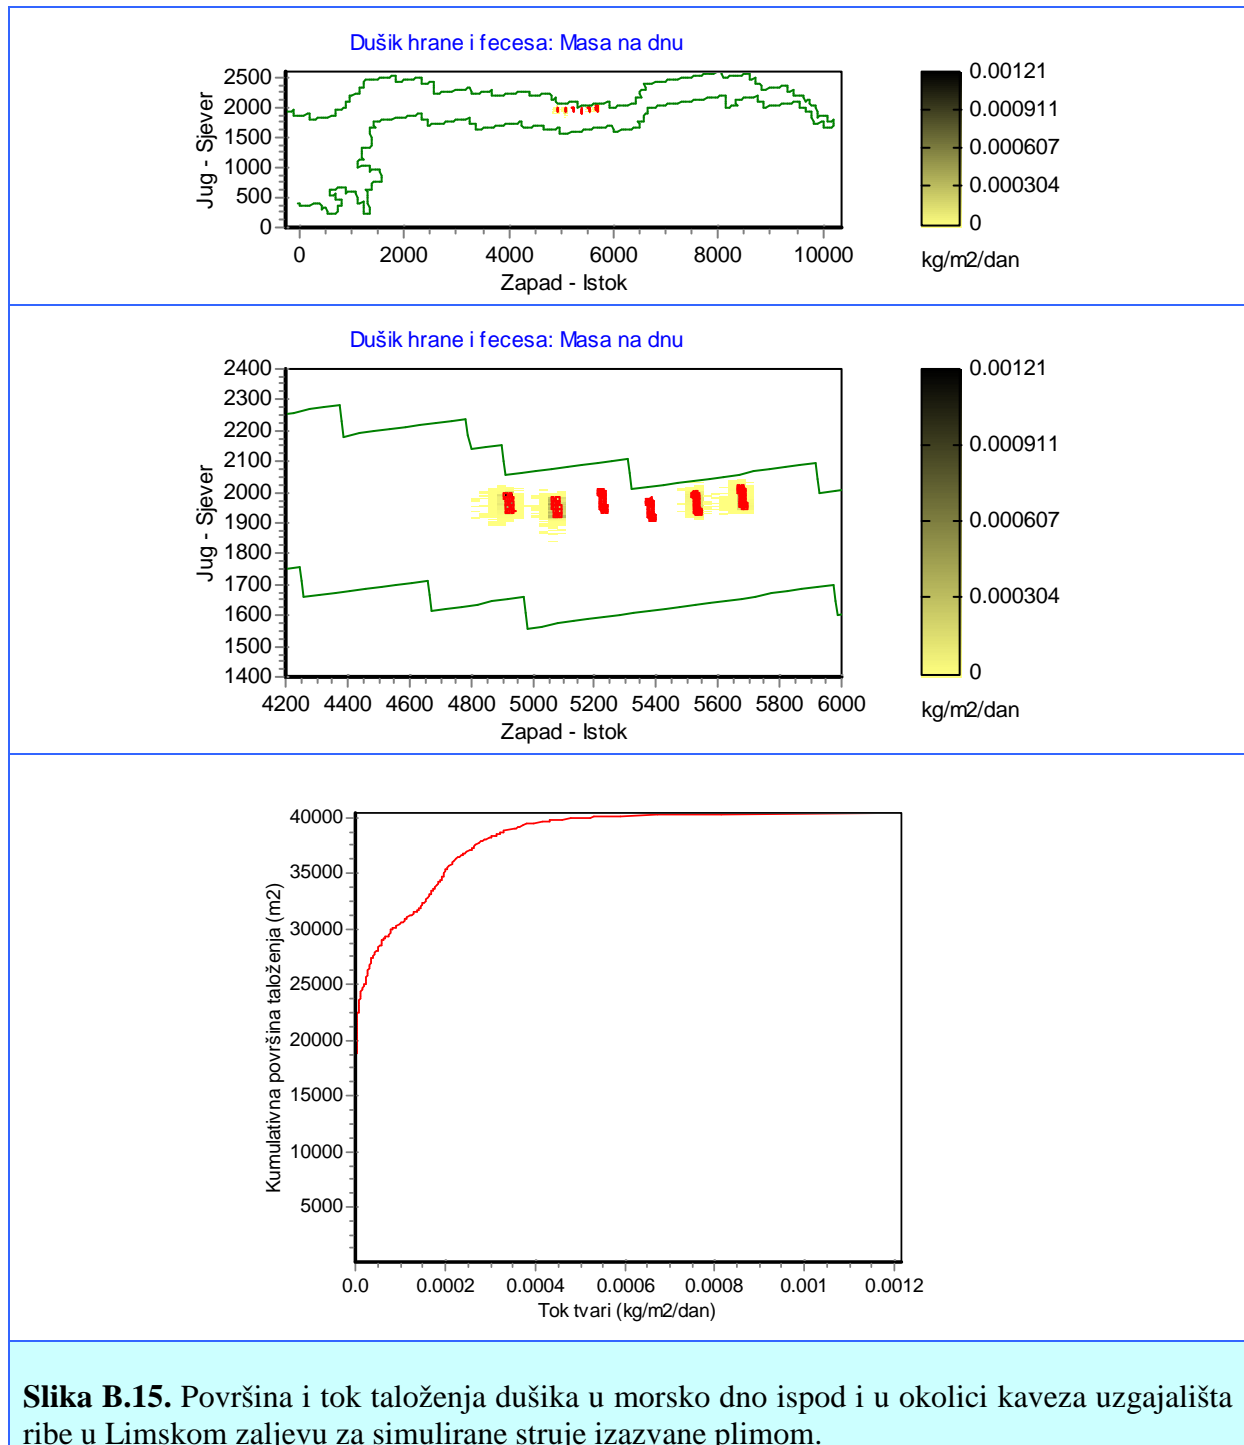 Dušik hrane i fecesa: Masa na dnu
Jug - Sjever
2500
2000
1500
1000
500
0
0 2000 4000 6000 8000 10000
Zapad - Istok
0.00121
0.000911
0.000607
0.000304
0
kg/m2/dan
Dušik hrane i fecesa: Masa na dnu
Jug - Sjever
2400
2300
2200
2100
2000
1900
1800
1700
1600
1500
1400
4200 4400 4600 4800 5000 5200 5400 5600 5800 6000
Zapad - Istok
0.00121
0.000911
0.000607
0.000304
0
kg/m2/dan
Kumulativna površina taloženja (m2)
40000
35000
30000
25000
20000
15000
10000
5000
0.0 0.0002 0.0004 0.0006 0.0008 0.001 0.0012
Tok tvari (kg/m2/dan)
Slika B.15. Površina i tok taloženja dušika u morsko dno ispod i u okolici kaveza uzgajališta
ribe u Limskom zaljevu za simulirane struje izazvane plimom.